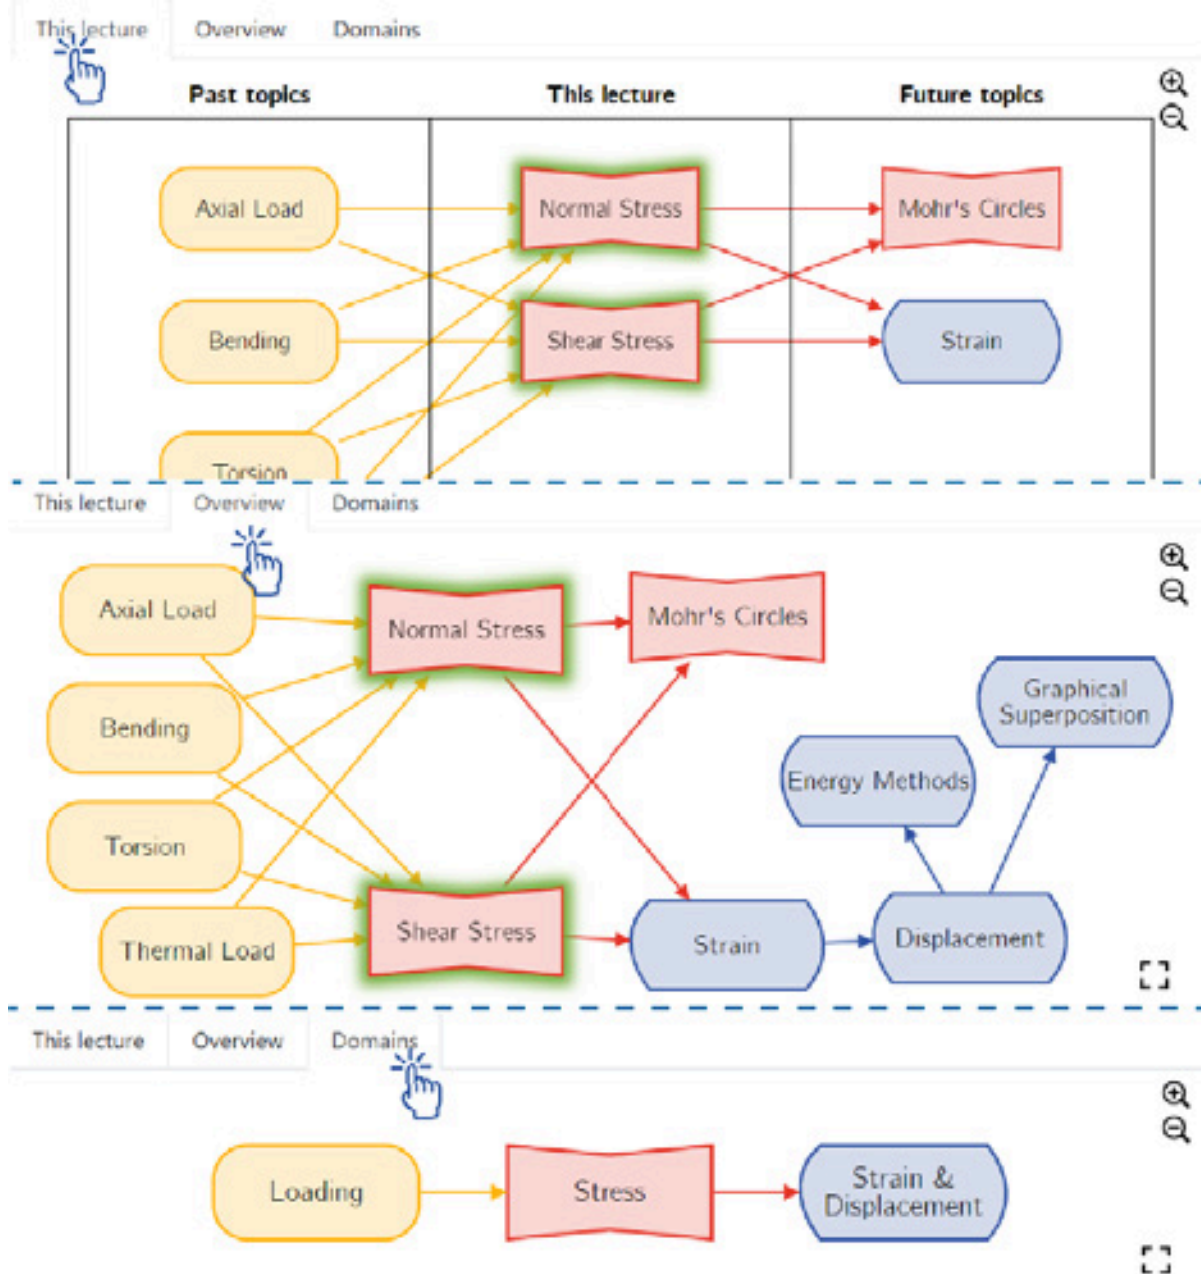 This lecture Overview Domains
Past topics This lecture Future topics
Axial Load Normal Stress Mohr's Circles
Bending Shear Stress Strain
Torsion
This lecture Overview Domains
Axial Load
Normal Stress
Mohr's Circles
Graphical
Superposition
Bending
Energy Methods
Torsion
Thermal Load
Shear Stress
Strain
Displacement
This lecture Overview Domains
Loading
Stress
Strain &
Displacement